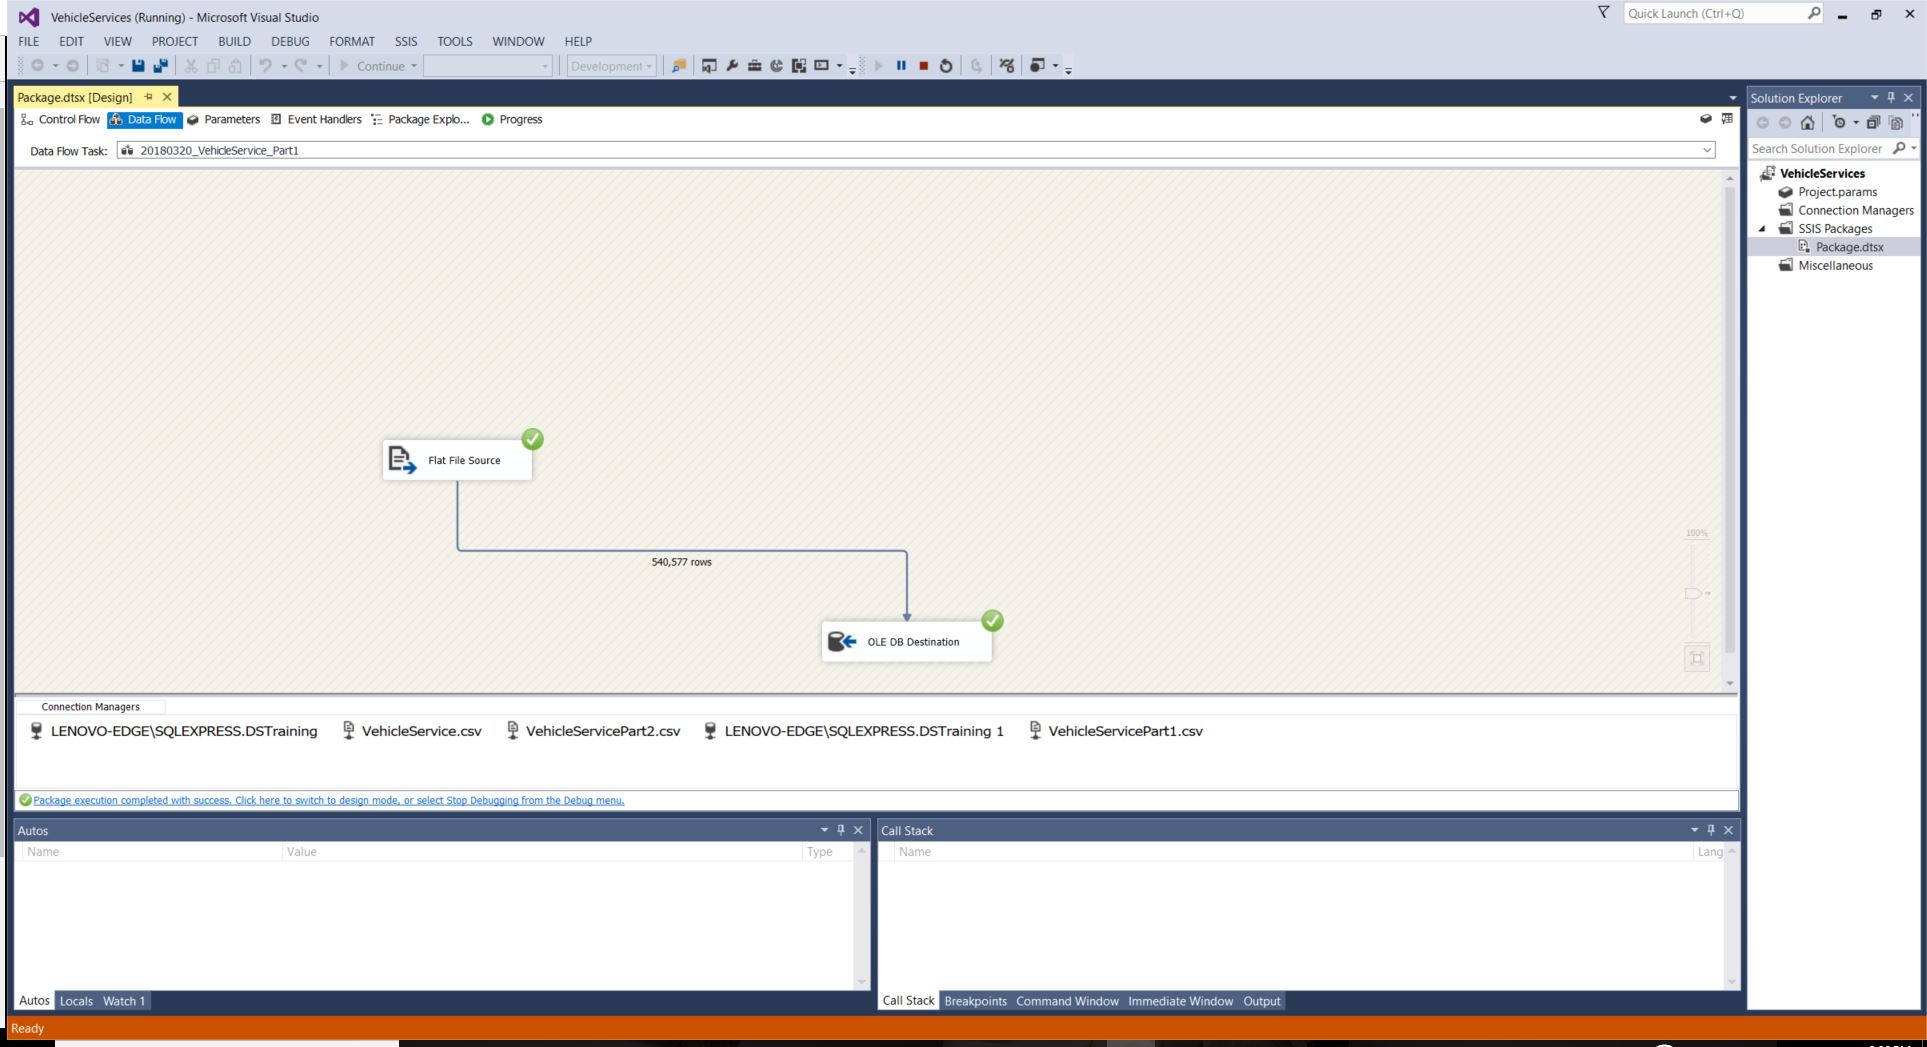 VehicleServices (Running) - Microsoft Visual Studio
Quick Launch (Ctrl+Q)
FILE EDIT VIEW PROJECT BUILD DEBUG FORMAT SSIS TOOLS WINDOW HELP
Continue Development
Package.dtsx [Design]
Control Flow Data Flow Parameters Event Handlers Package Explo... Progress
Data Flow Task: 20180320_VehicleService_Part1
Flat File Source
540,577 rows
OLE DB Destination
100%
Connection Managers
LENOVO-EDGE\SQLEXPRESS.DSTraining VehicleService.csv VehicleServicePart2.csv LENOVO-EDGE\SQLEXPRESS.DSTraining 1 VehicleServicePart1.csv
Package execution completed with success. Click here to switch to design mode, or select Stop Debugging from the Debug menu.
Autos
Name Value Type
Autos Locals Watch 1
Call Stack
Name Lang
Call Stack Breakpoints Command Window Immediate Window Output
Solution Explorer
Search Solution Explorer
VehicleServices
Project.params
Connection Managers
SSIS Packages
Package.dtsx
Miscellaneous
Ready